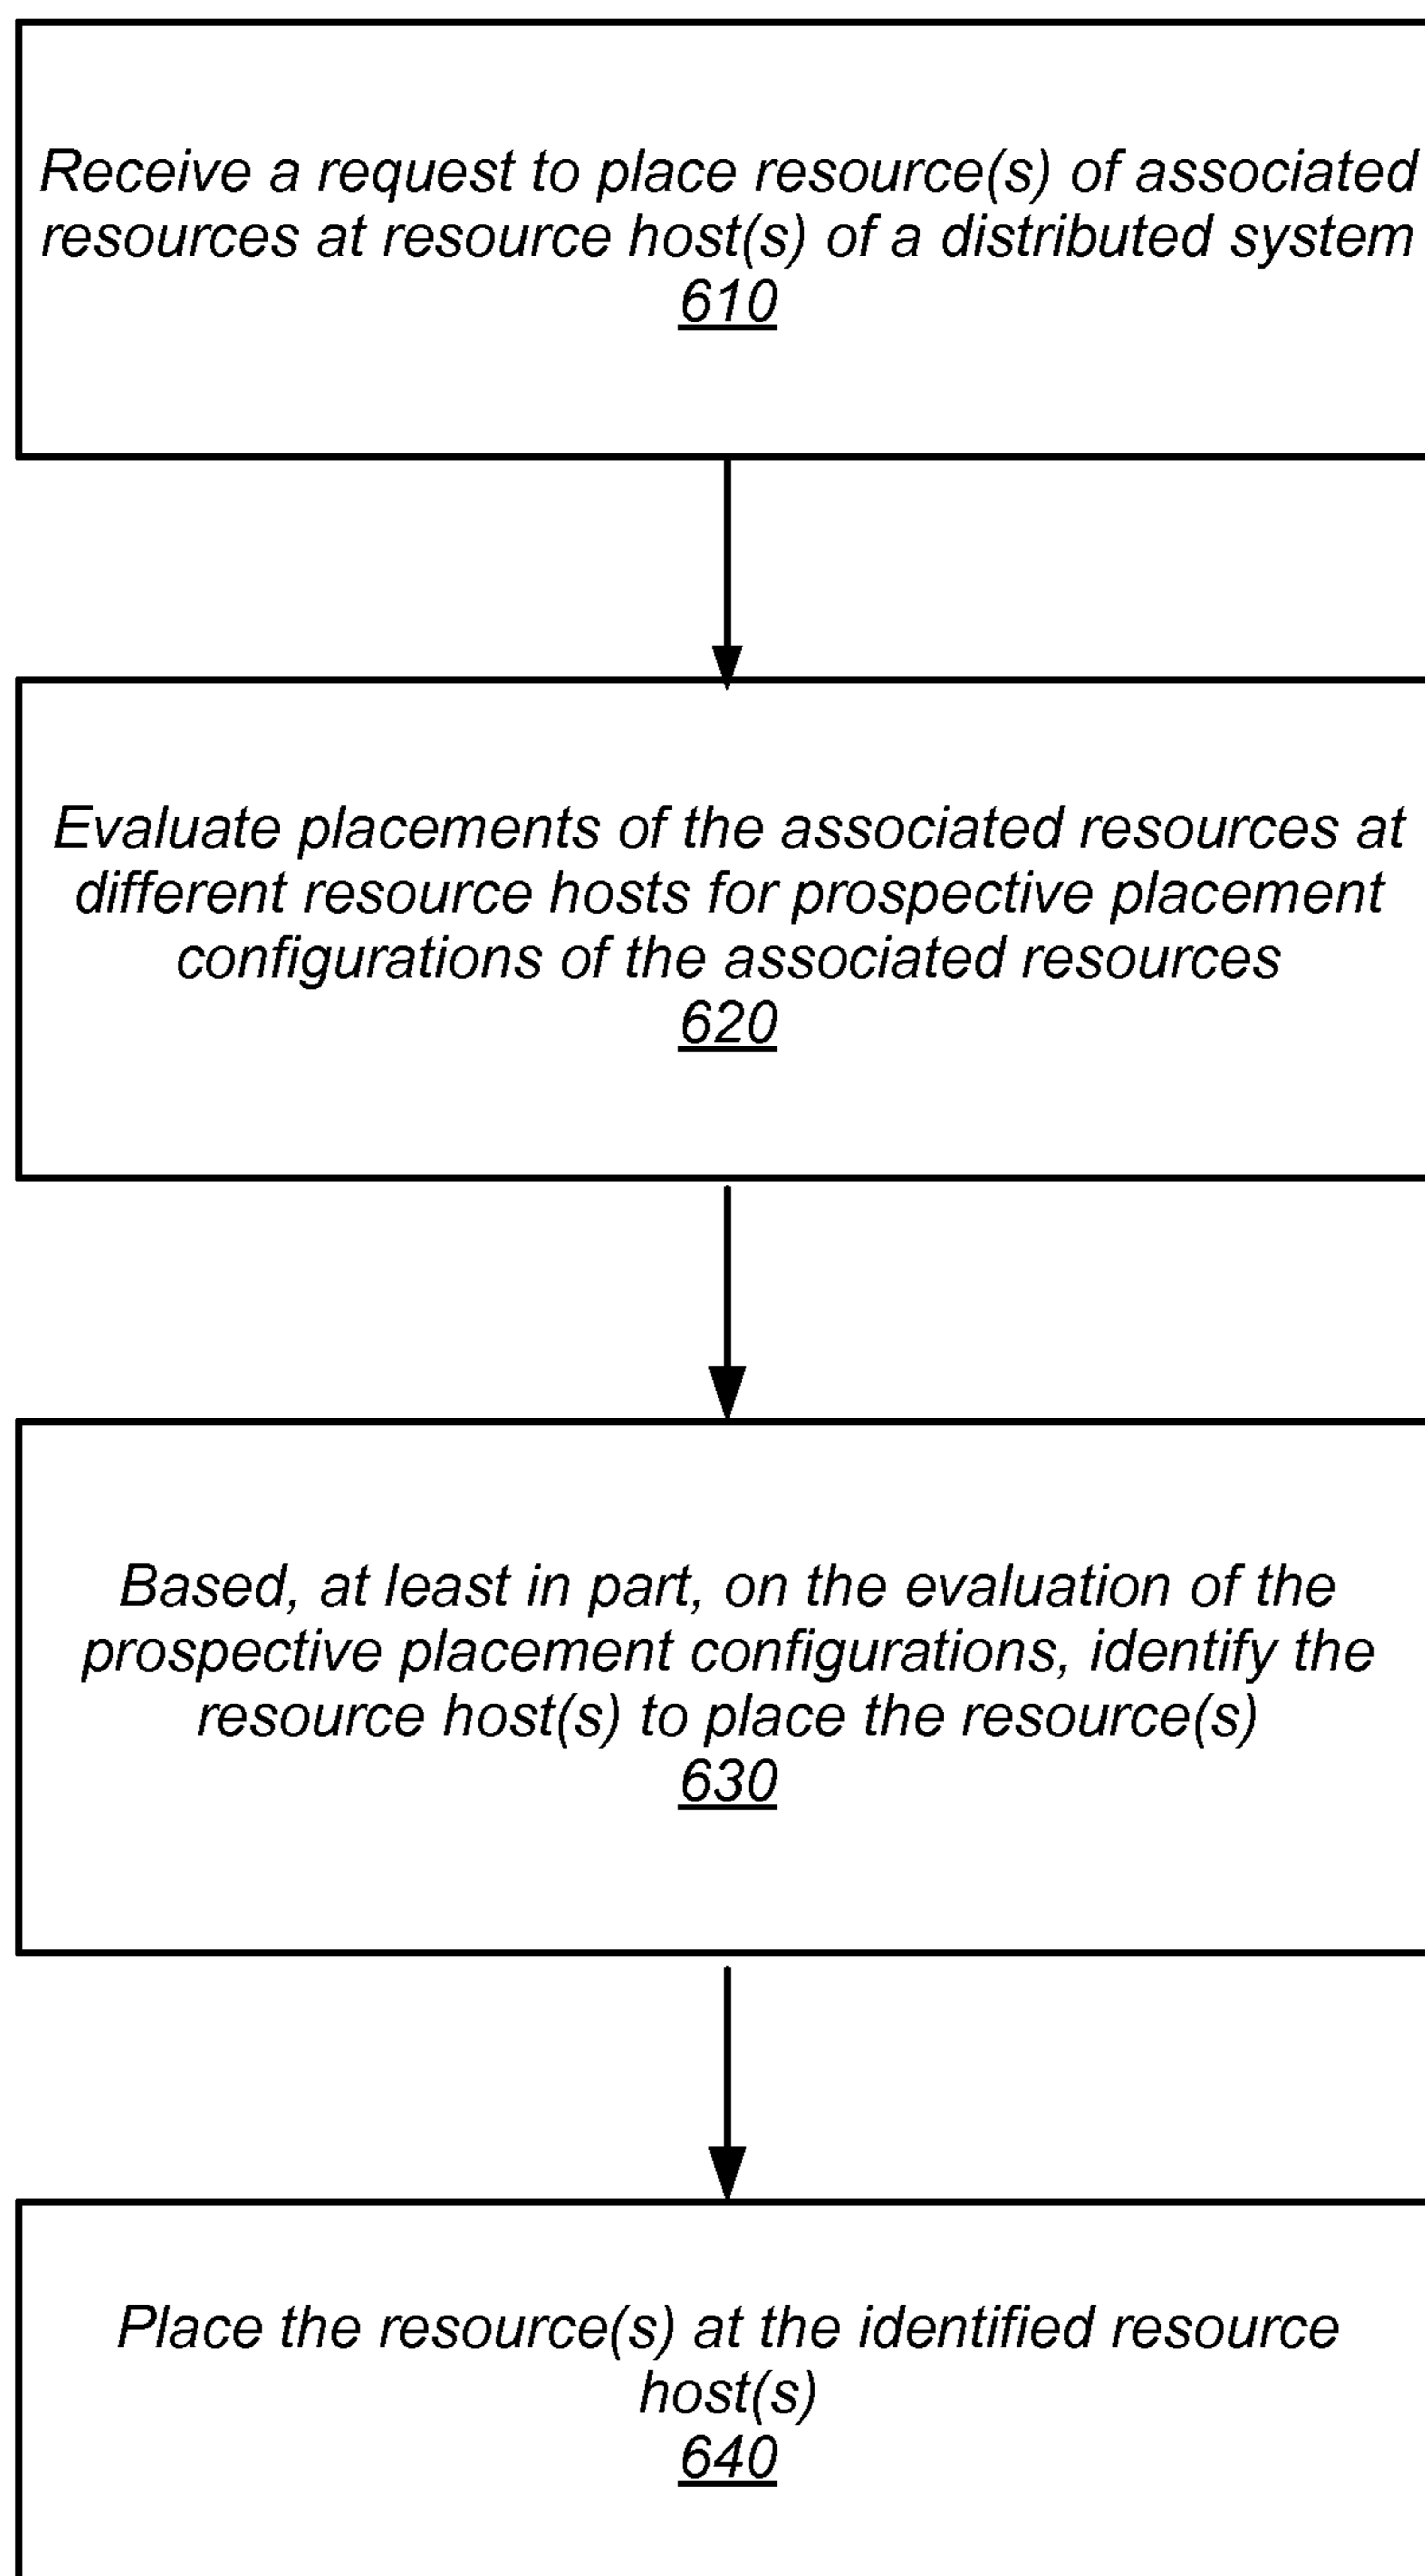 Receive a request to place resource(s) of associated
resources at resource host(s) of a distributed system
610
Evaluate placements of the associated resources at
different resource hosts for prospective placement
configurations of the associated resources
620
Based, at least in part, on the evaluation of the
prospective placement configurations, identify the
resource host(s) to place the resource(s)
630
Place the resource(s) at the identified resource
host(s)
640